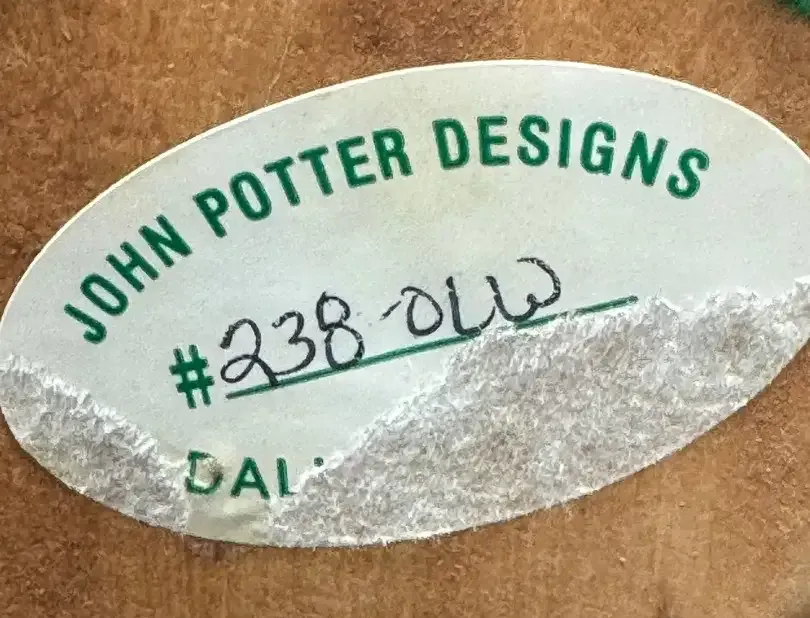 JOHN POTTER DESIGNS
#238-OLW
DAL